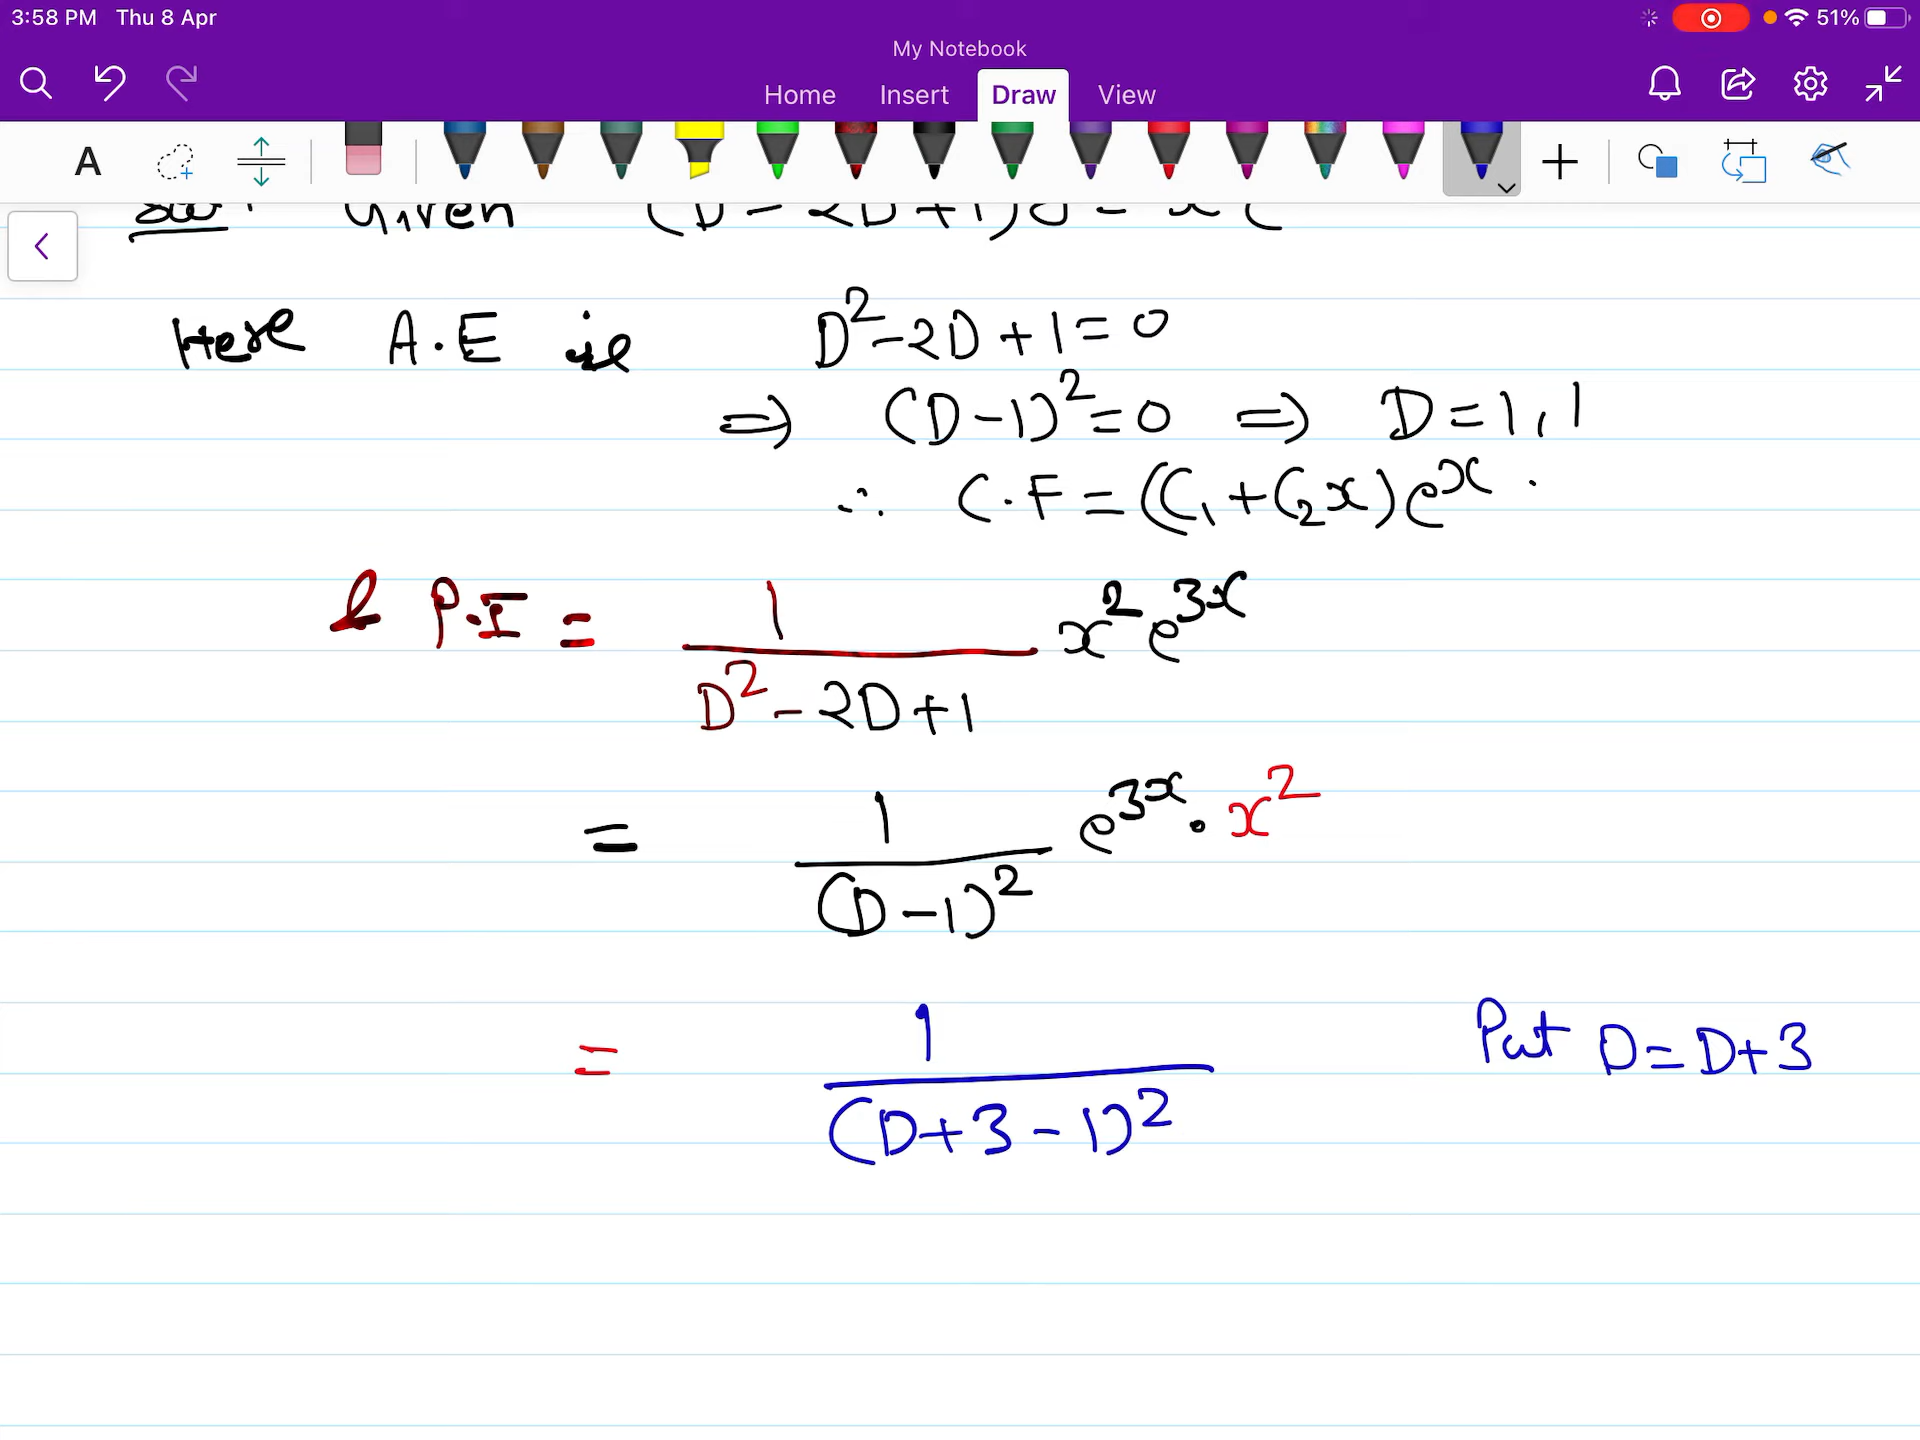 3:58 PM Thu 8 Apr 51%
My Notebook
Home Insert Draw View
A
Given
Here A.E is D²-2D+1=0
⇒ (D-1)²=0 ⇒ D=1,1
∴ C.F = (C₁+C₂x)eˣ .
& P.I = 1/(D²-2D+1) x²e³ˣ
= 1/(D-1)² e³ˣ . x²
= 1/(D+3-1)² Put D=D+3